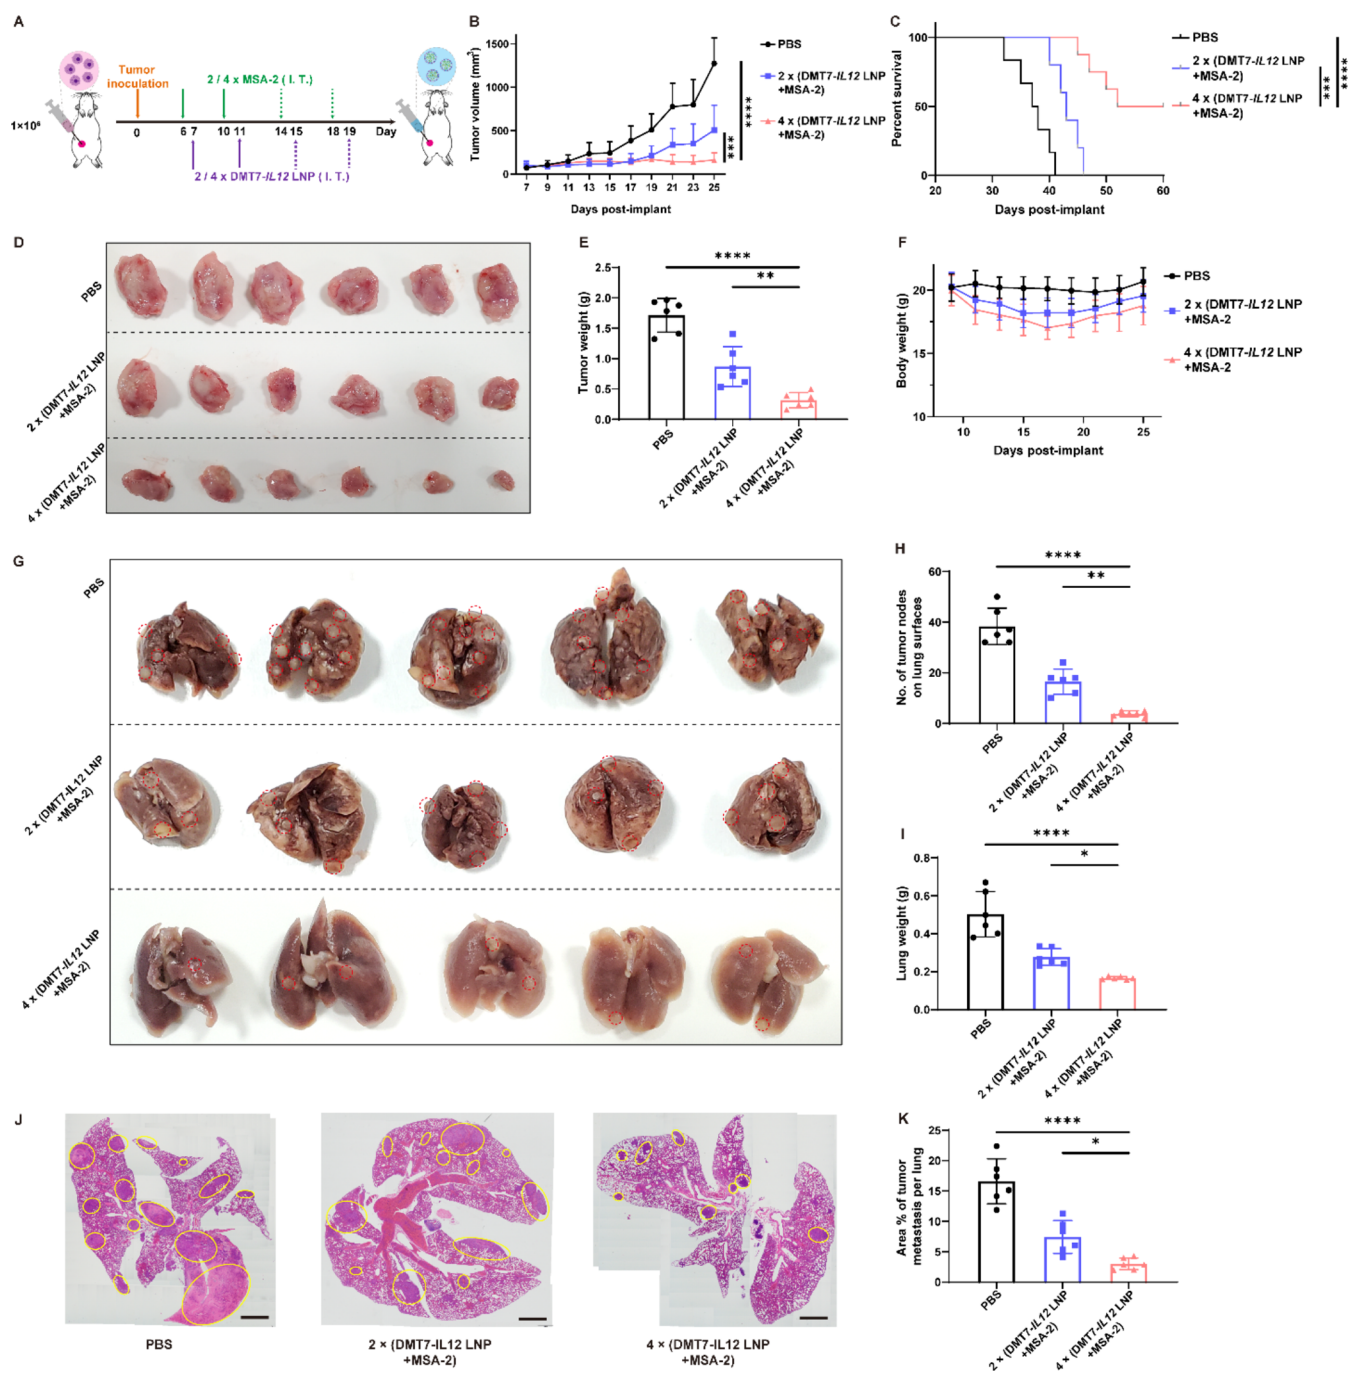 A
Tumor
inoculation
2 / 4 x MSA-2 ( I. T.)
1×10⁶
0
6 7
10 11
14 15
18 19
Day
2 / 4 x DMT7-IL12 LNP ( I. T.)
B
Tumor volume (mm³)
1500
1000
500
0
7 9 11 13 15 17 19 21 23 25
Days post-implant
PBS
2 x (DMT7-IL12 LNP
+MSA-2)
4 x (DMT7-IL12 LNP
+MSA-2)
***
****
C
Percent survival
100
50
0
20 30 40 50 60
Days post-implant
PBS
2 x (DMT7-IL12 LNP
+MSA-2)
4 x (DMT7-IL12 LNP
+MSA-2)
***
****
D
PBS
2 x (DMT7-IL12 LNP
+MSA-2)
4 x (DMT7-IL12 LNP
+MSA-2)
E
****
**
Tumor weight (g)
2.5
2.0
1.5
1.0
0.5
0.0
PBS
2 x (DMT7-IL12 LNP
+MSA-2)
4 x (DMT7-IL12 LNP
+MSA-2)
F
Body weight (g)
20
15
10
10 15 20 25
Days post-implant
PBS
2 x (DMT7-IL12 LNP
+MSA-2
4 x (DMT7-IL12 LNP
+MSA-2
G
PBS
2 x (DMT7-IL12 LNP
+MSA-2)
4 x (DMT7-IL12 LNP
+MSA-2)
H
****
**
No. of tumor nodes
on lung surfaces
60
40
20
0
PBS
2 x (DMT7-IL12 LNP
+MSA-2)
4 x (DMT7-IL12 LNP
+MSA-2)
I
****
*
Lung weight (g)
0.8
0.6
0.4
0.2
0.0
PBS
2 x (DMT7-IL12 LNP
+MSA-2)
4 x (DMT7-IL12 LNP
+MSA-2)
J
PBS
2 × (DMT7-IL12 LNP
+MSA-2)
4 × (DMT7-IL12 LNP
+MSA-2)
K
****
*
Area % of tumor
metastasis per lung
25
20
15
10
5
0
PBS
2 x (DMT7-IL12 LNP
+MSA-2)
4 x (DMT7-IL12 LNP
+MSA-2)